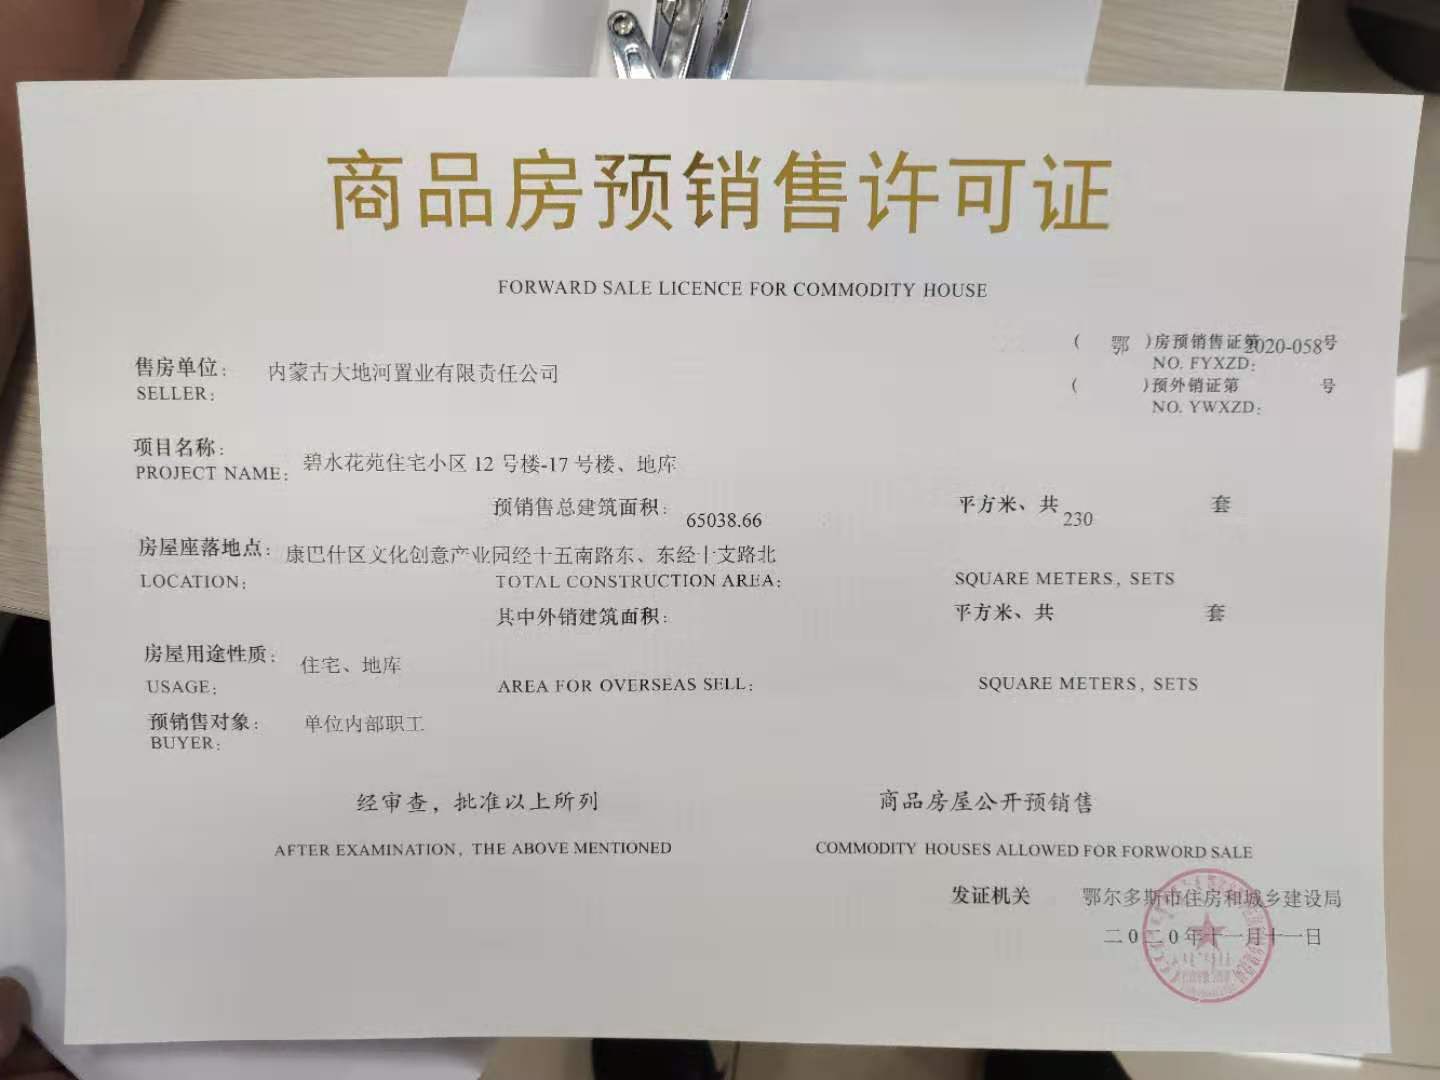 商品房预销售许可证
FORWARD SALE LICENCE FOR COMMODITY HOUSE
(鄂)房预销售证第2020-058号
NO. FYXZD:
售房单位: 内蒙古大地河置业有限责任公司
SELLER:
( )预外销证第 号
NO. YWXZD:
项目名称:
PROJECT NAME: 碧水花苑住宅小区 12 号楼-17 号楼、地库
预销售总建筑面积: 65038.66 平方米、共 230 套
房屋座落地点: 康巴什区文化创意产业园经十五南路东、东经十支路北
LOCATION: TOTAL CONSTRUCTION AREA: SQUARE METERS, SETS
其中外销建筑面积: 平方米、共 套
房屋用途性质: 住宅、地库
USAGE: AREA FOR OVERSEAS SELL: SQUARE METERS, SETS
预销售对象: 单位内部职工
BUYER:
经审查，批准以上所列 商品房屋公开预销售
AFTER EXAMINATION, THE ABOVE MENTIONED COMMODITY HOUSES ALLOWED FOR FORWORD SALE
发证机关 鄂尔多斯市住房和城乡建设局
二0二0年十一月十一日